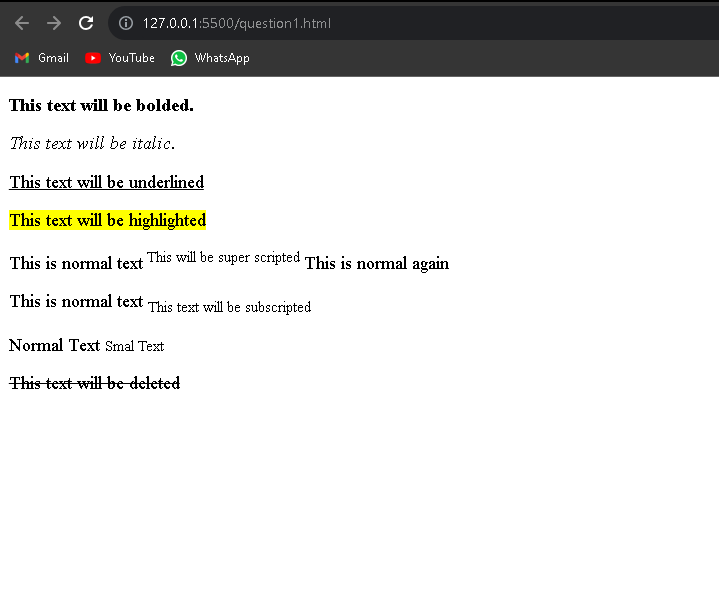 127.0.0.1:5500/question1.html
Gmail YouTube WhatsApp
This text will be bolded.
This text will be italic.
This text will be underlined
This text will be highlighted
This is normal text This will be super scripted This is normal again
This is normal text This text will be subscripted
Normal Text Smal Text
This text will be deleted